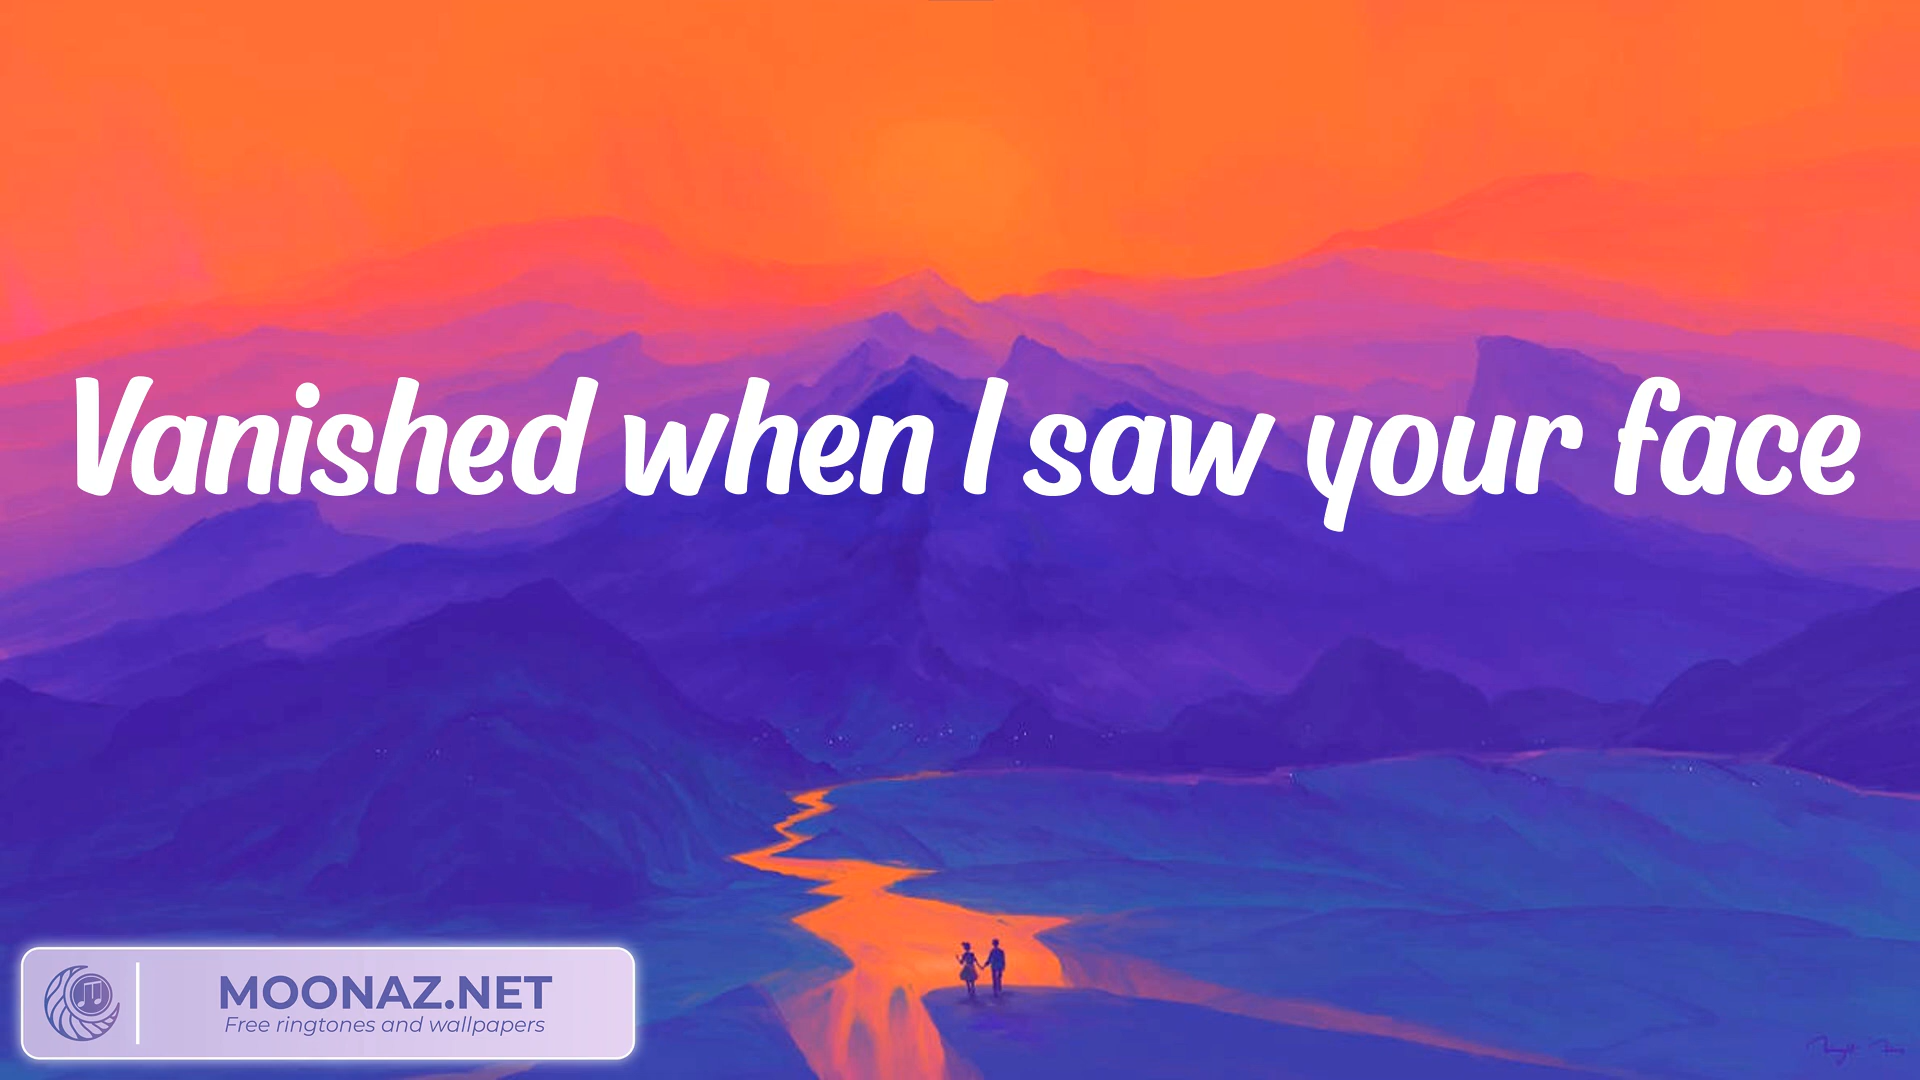 Vanished when I saw your face
MOONAZ.NET
Free ringtones and wallpapers